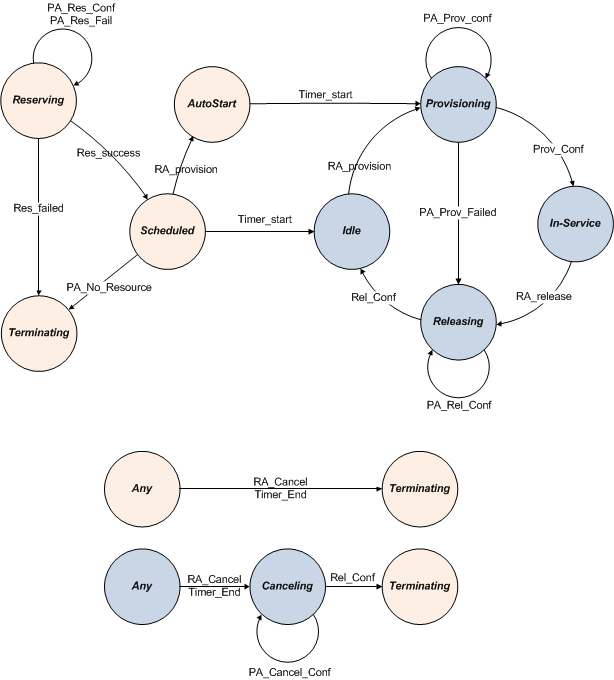 PA_Res_Conf
PA_Res_Fail
PA_Prov_conf
Reserving
AutoStart
Timer_start
Provisioning
Res_success
RA_provision
RA_provision
Prov_Conf
Res_failed
Scheduled
Timer_start
Idle
PA_Prov_Failed
In-Service
PA_No_Resource
Rel_Conf
RA_release
Terminating
Releasing
PA_Rel_Conf
Any
RA_Cancel
Timer_End
Terminating
Any
RA_Cancel
Timer_End
Canceling
Rel_Conf
Terminating
PA_Cancel_Conf